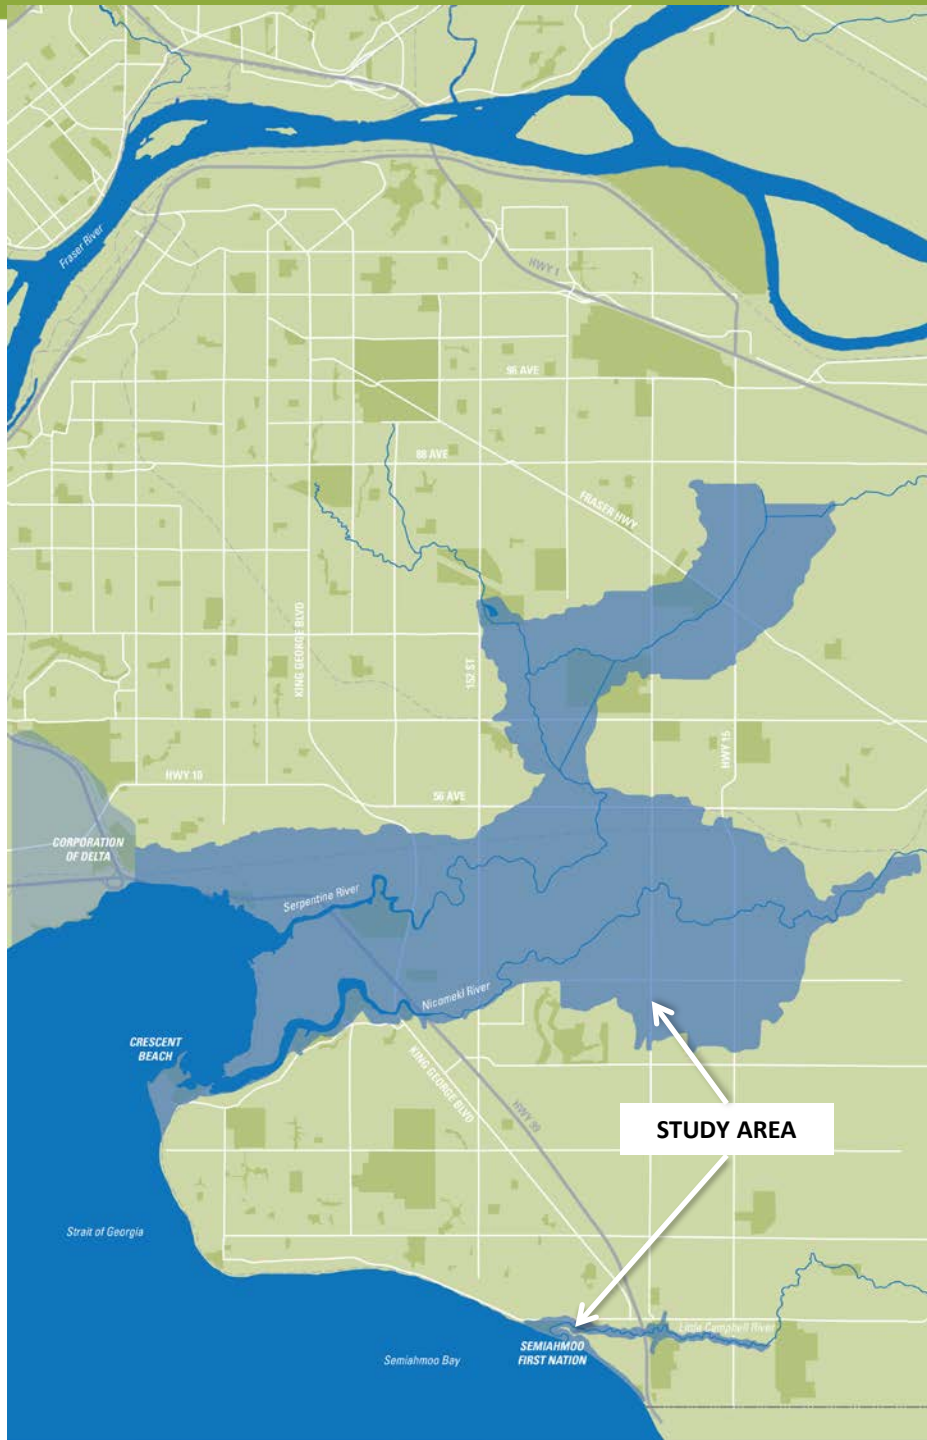 Fraser River
HWY 1
96 AVE
88 AVE
FRASER HWY
KING GEORGE BLVD
152 ST
HWY 15
HWY 10
56 AVE
CORPORATION
OF DELTA
Serpentine River
Nicomekl River
CRESCENT
BEACH
KING GEORGE BLVD
HWY 99
STUDY AREA
Strait of Georgia
Little Campbell River
SEMIAHMOO
FIRST NATION
Semiahmoo Bay